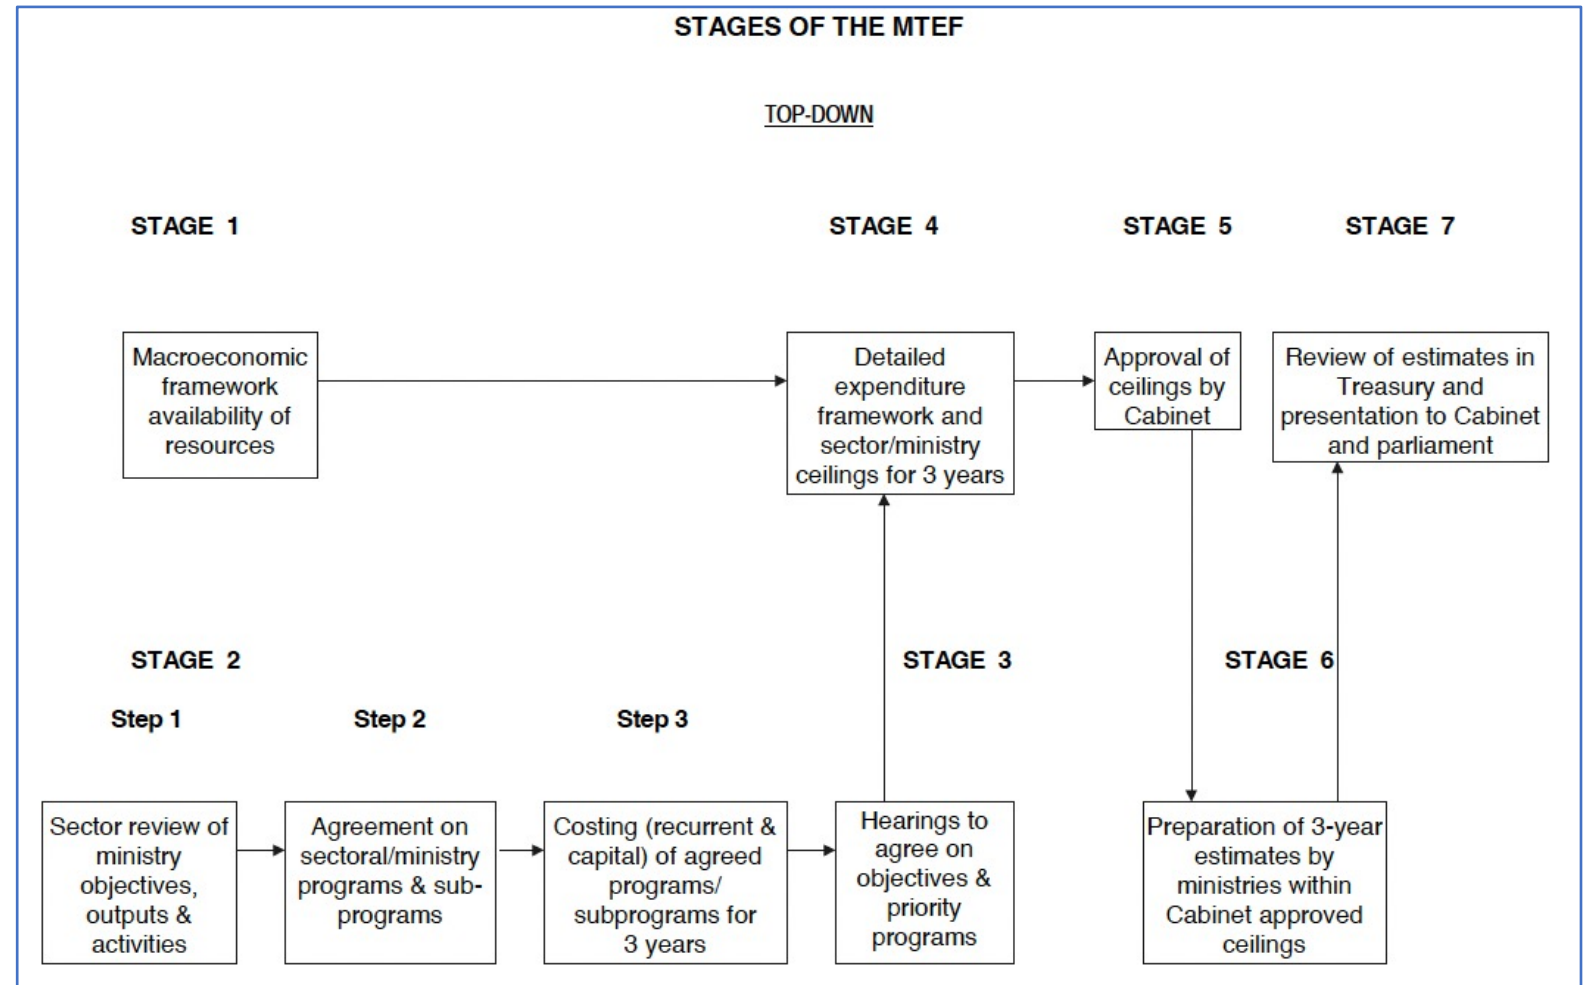 STAGES OF THE MTEF
TOP-DOWN
STAGE 1
STAGE 4
STAGE 5
STAGE 7
Macroeconomic
framework
availability of
resources
Detailed
expenditure
framework and
sector/ministry
ceilings for 3 years
Approval of
ceilings by
Cabinet
Review of estimates in
Treasury and
presentation to Cabinet
and parliament
STAGE 2
STAGE 3
STAGE 6
Step 1
Step 2
Step 3
Sector review of
ministry
objectives,
outputs &
activities
Agreement on
sectoral/ministry
programs & sub-
programs
Costing (recurrent &
capital) of agreed
programs/
subprograms for
3 years
Hearings to
agree on
objectives &
priority
programs
Preparation of 3-year
estimates by
ministries within
Cabinet approved
ceilings